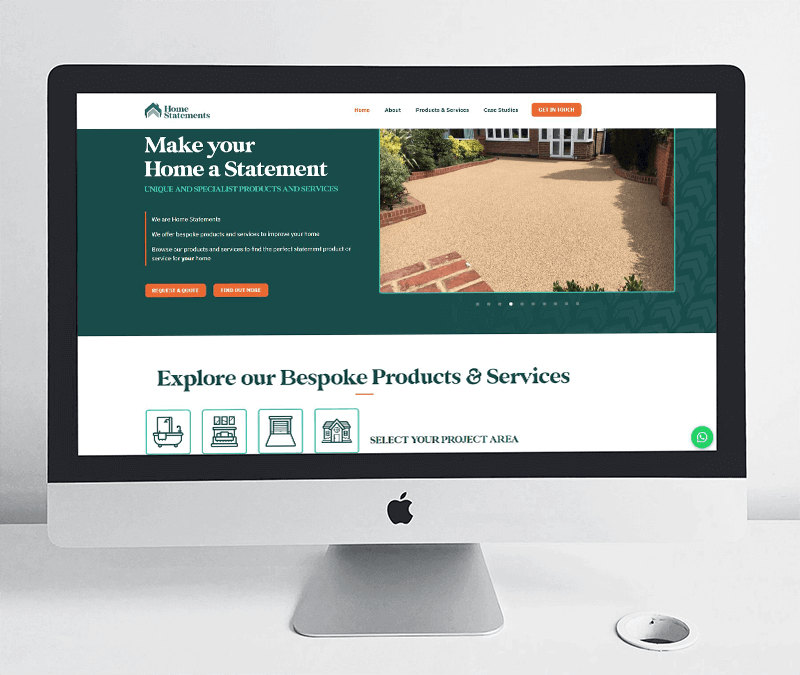 Home
Statements
Home
About
Products & Services
Case Studies
GET IN TOUCH
Make your
Home a Statement
UNIQUE AND SPECIALIST PRODUCTS AND SERVICES
We are Home Statements
We offer bespoke products and services to improve your home
Browse our products and services to find the perfect statement product or
service for your home
REQUEST A QUOTE
FIND OUT MORE
Explore our Bespoke Products & Services
SELECT YOUR PROJECT AREA